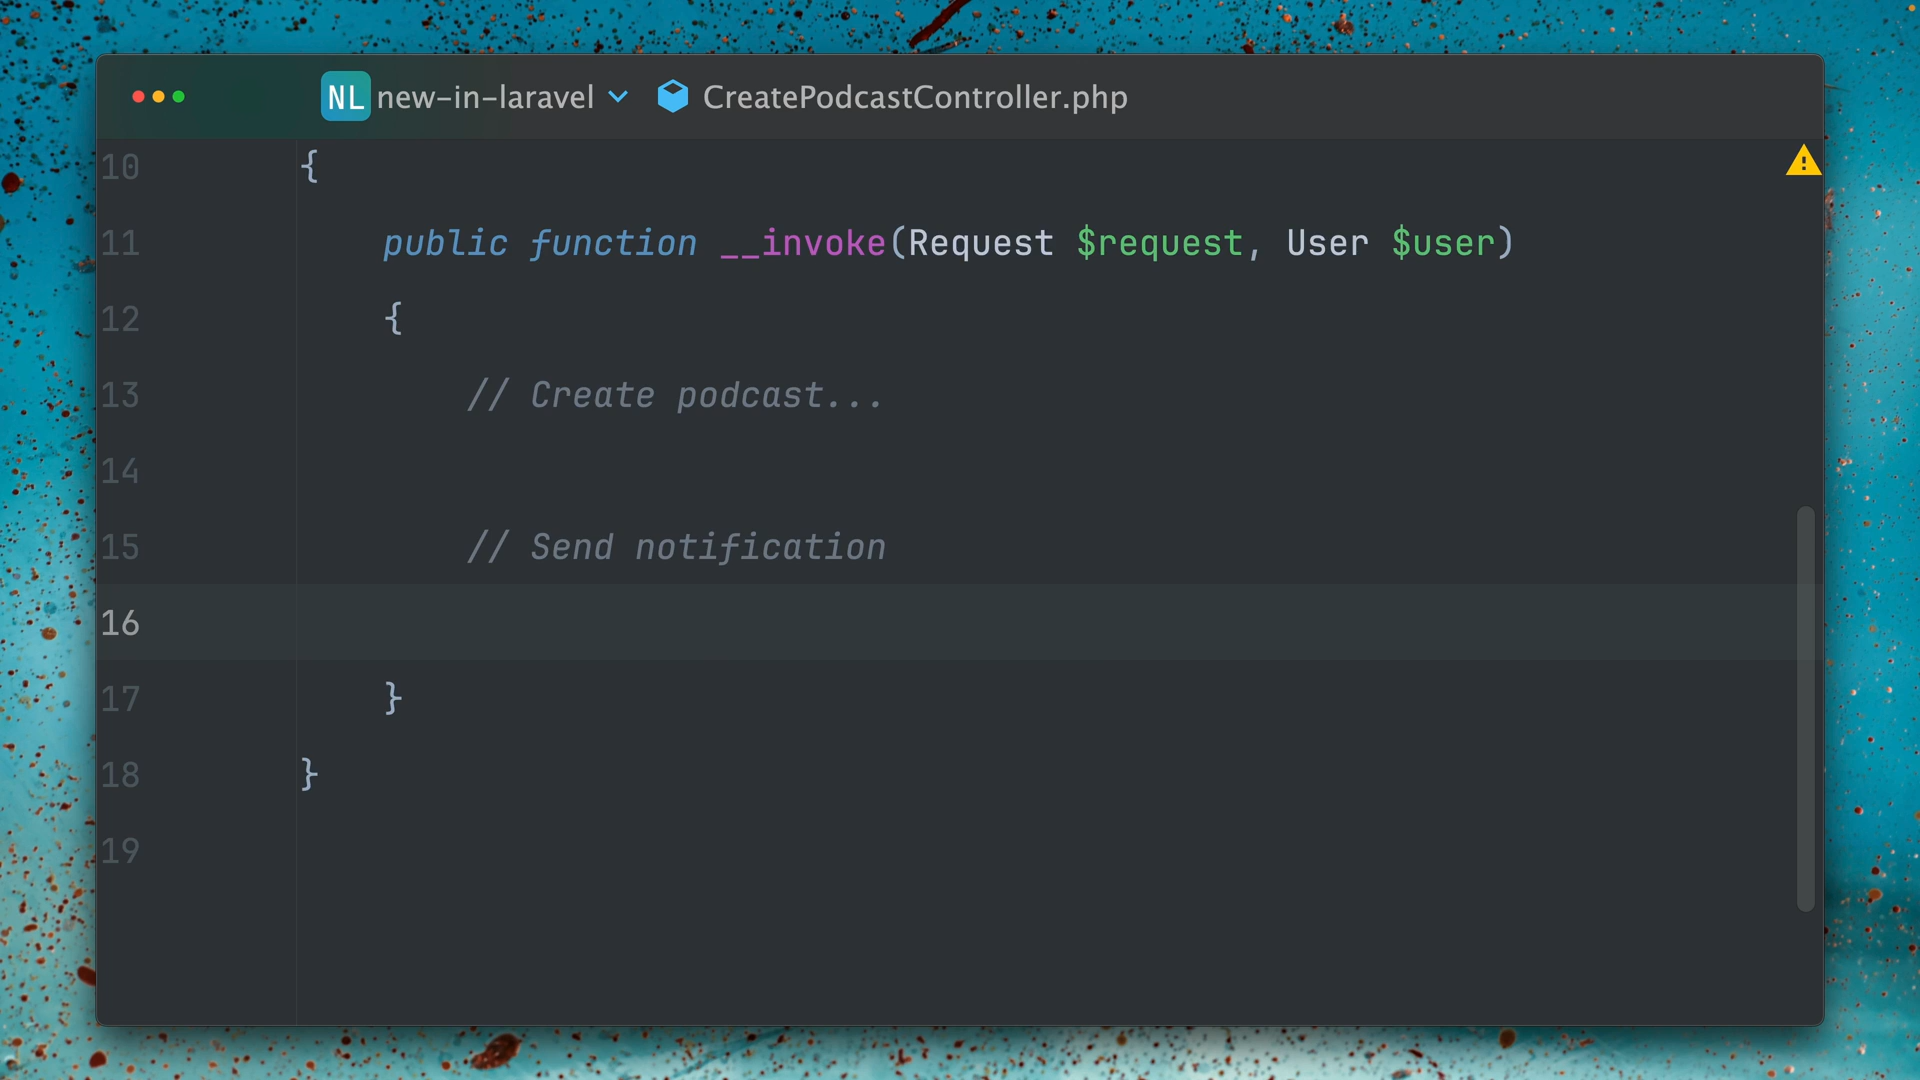 NL new-in-laravel CreatePodcastController.php
10 {
11 public function __invoke(Request $request, User $user)
12 {
13 // Create podcast...
14
15 // Send notification
16
17 }
18 }
19